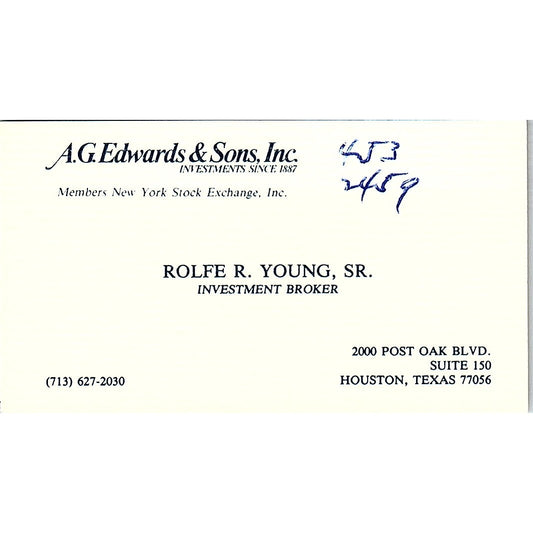 A.G. Edwards & Sons, Inc.
INVESTMENTS SINCE 1887
Members New York Stock Exchange, Inc.
453
2459
ROLFE R. YOUNG, SR.
INVESTMENT BROKER
(713) 627-2030
2000 POST OAK BLVD.
SUITE 150
HOUSTON, TEXAS 77056